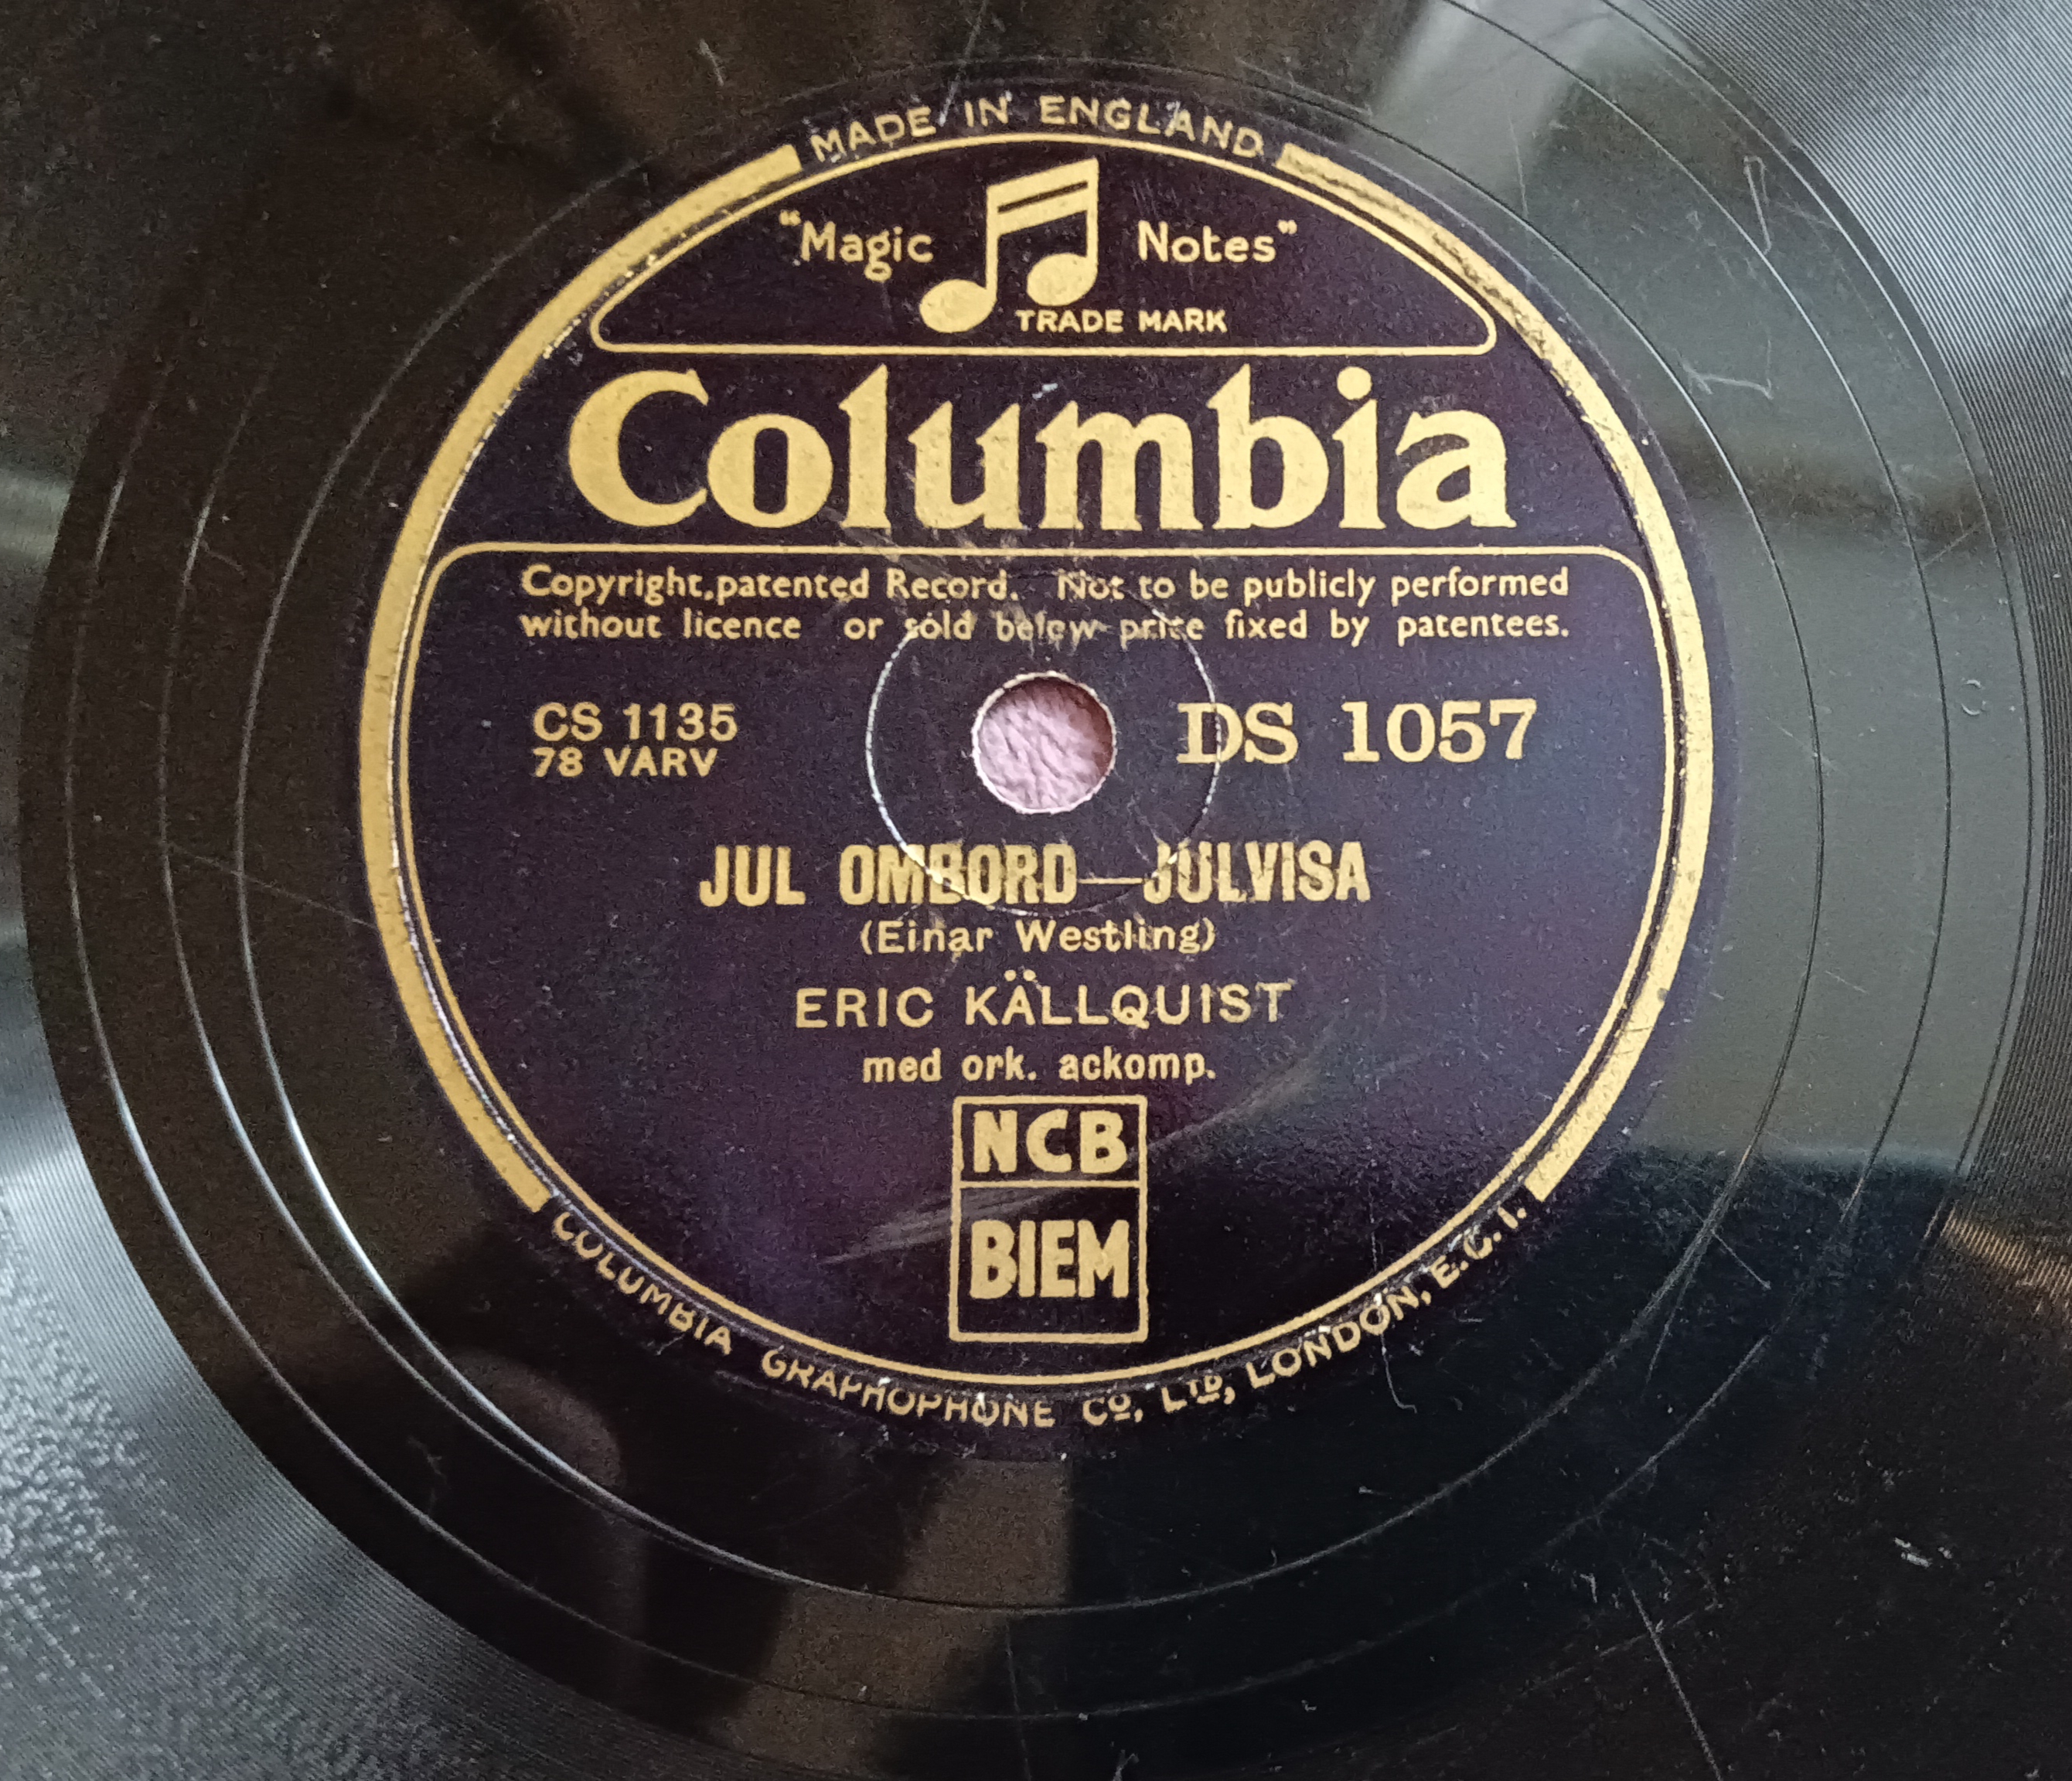 MADE IN ENGLAND
“Magic Notes”
TRADE MARK
Columbia
Copyright, patented Record. Not to be publicly performed
without licence or sold below price fixed by patentees.
CS 1135
78 VARV
DS 1057
JUL OMBORD—JULVISA
(Einar Westling)
ERIC KÄLLQUIST
med ork. ackomp.
NCB
BIEM
COLUMBIA GRAPHOPHONE Co, LTD, LONDON, E.C.1.